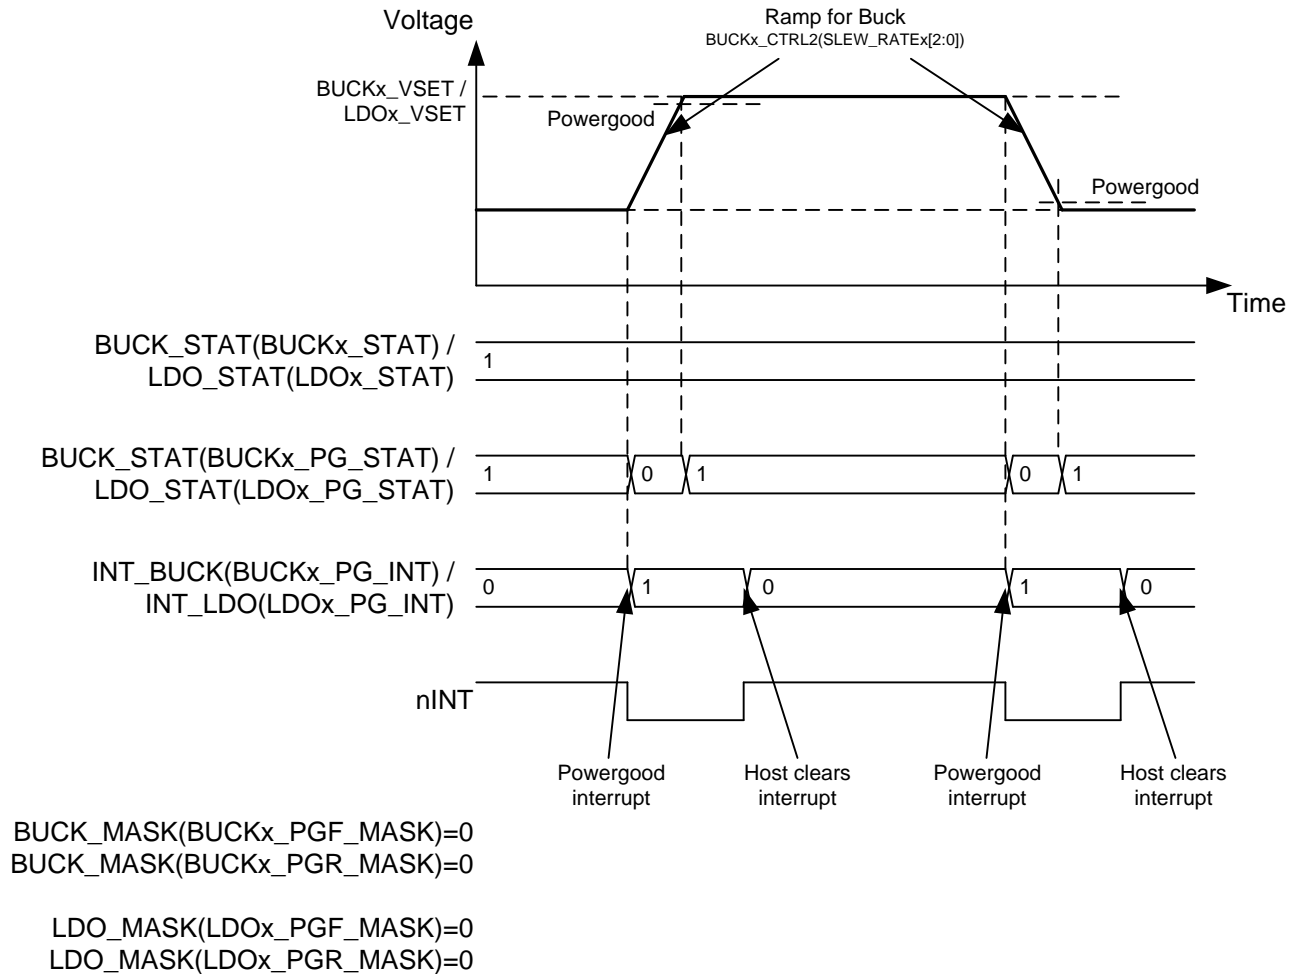 Voltage
Ramp for Buck
BUCKx_CTRL2(SLEW_RATEx[2:0])
BUCKx_VSET /
LDOx_VSET
Powergood
Powergood
Time
BUCK_STAT(BUCKx_STAT) /
LDO_STAT(LDOx_STAT)
1
BUCK_STAT(BUCKx_PG_STAT) /
LDO_STAT(LDOx_PG_STAT)
1 0 1 0 1
INT_BUCK(BUCKx_PG_INT) /
INT_LDO(LDOx_PG_INT)
0 1 0 1 0
nINT
Powergood
interrupt
Host clears
interrupt
Powergood
interrupt
Host clears
interrupt
BUCK_MASK(BUCKx_PGF_MASK)=0
BUCK_MASK(BUCKx_PGR_MASK)=0
LDO_MASK(LDOx_PGF_MASK)=0
LDO_MASK(LDOx_PGR_MASK)=0